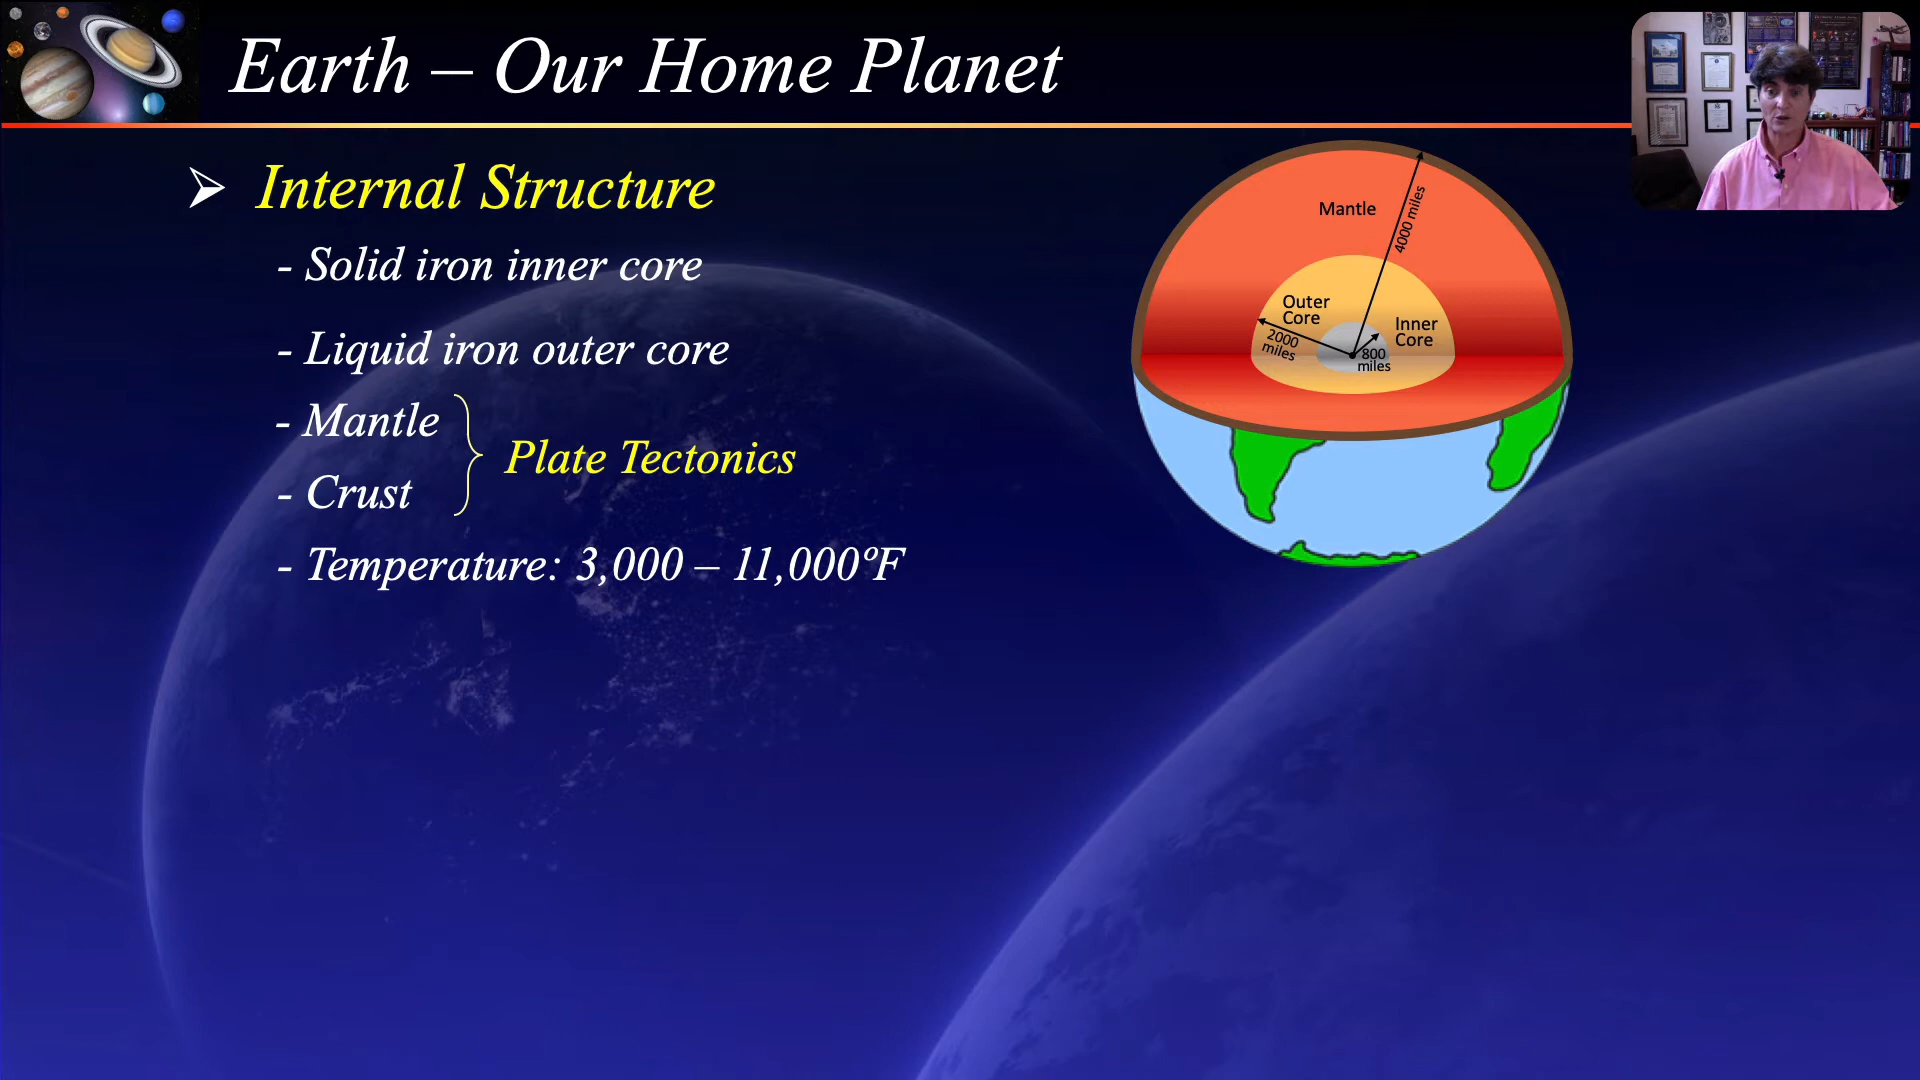 Earth – Our Home Planet
➢ Internal Structure
- Solid iron inner core
- Liquid iron outer core
- Mantle
- Crust
Plate Tectonics
- Temperature: 3,000 – 11,000ºF
Mantle
4000 miles
Outer
Core
2000
miles
Inner
Core
800
miles